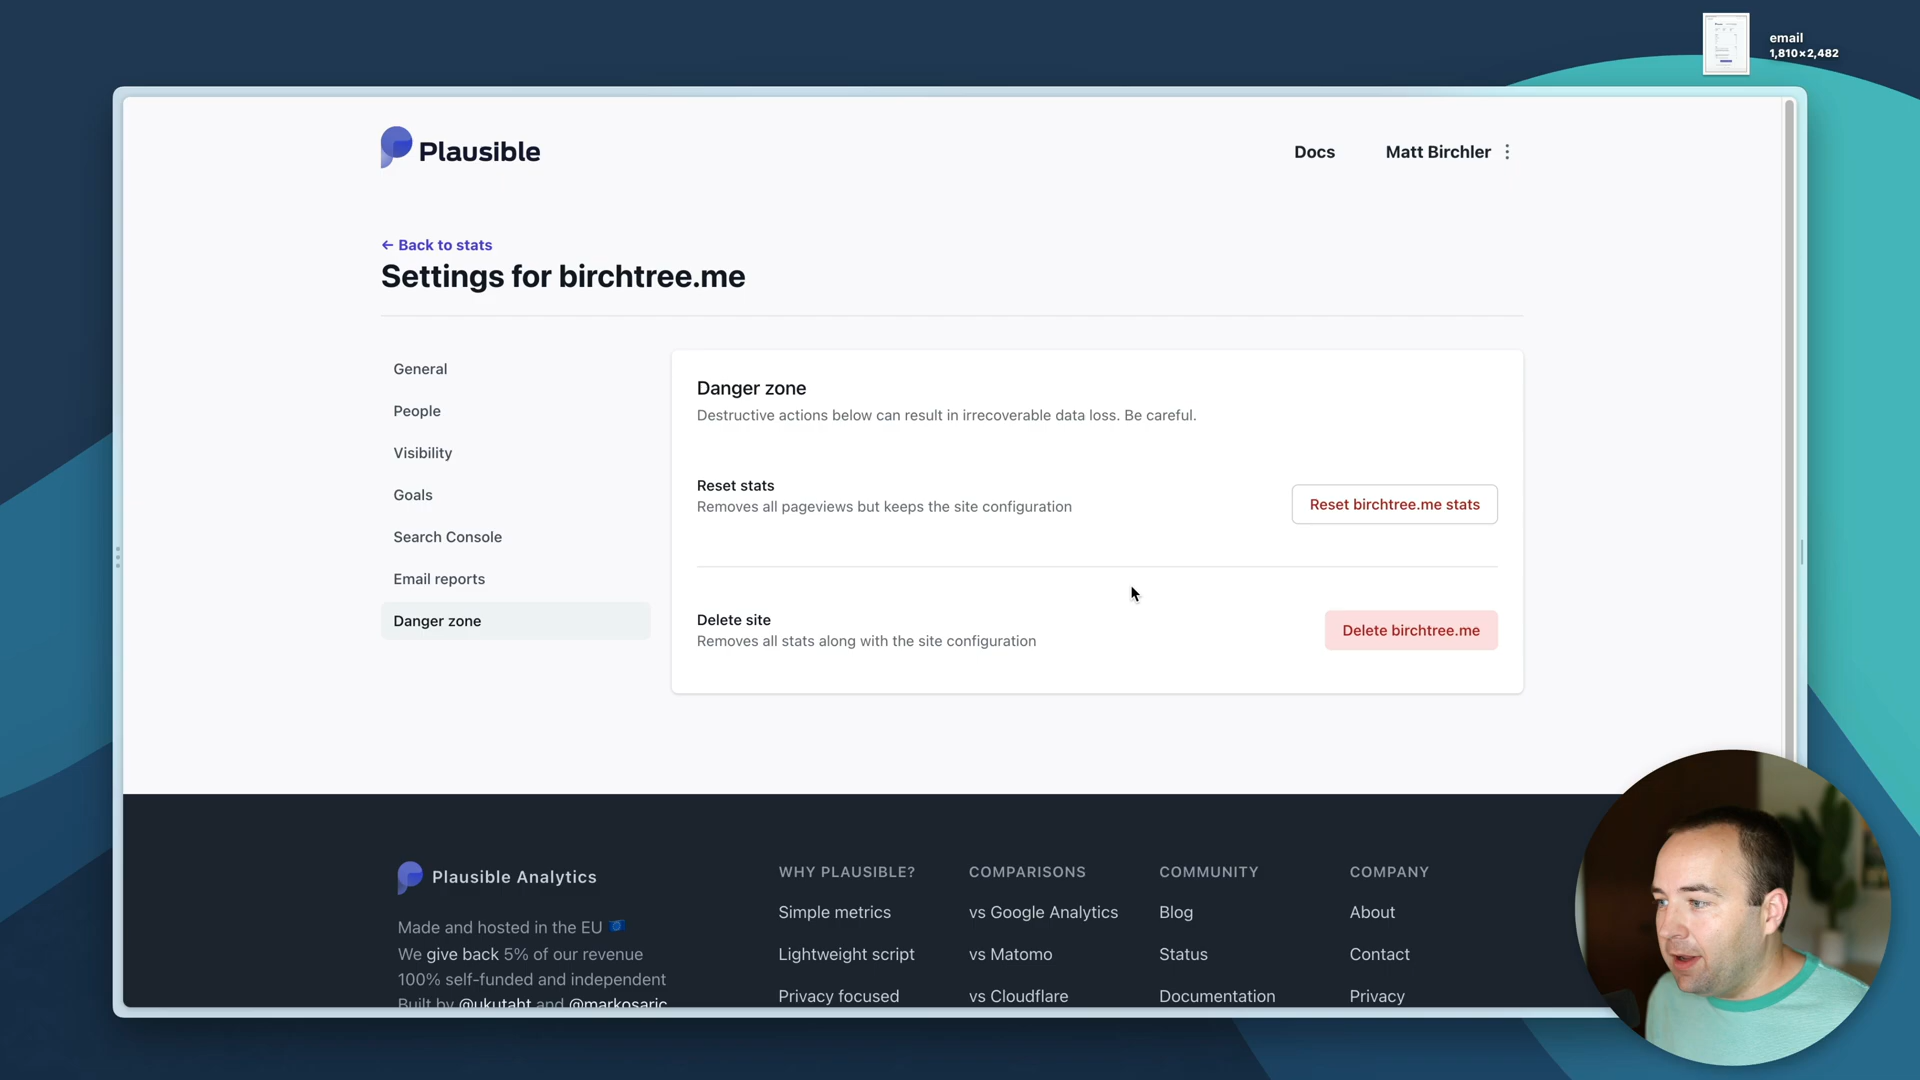 email
1,810×2,482
Plausible
Docs
Matt Birchler
← Back to stats
Settings for birchtree.me
General
People
Visibility
Goals
Search Console
Email reports
Danger zone
Danger zone
Destructive actions below can result in irrecoverable data loss. Be careful.
Reset stats
Removes all pageviews but keeps the site configuration
Reset birchtree.me stats
Delete site
Removes all stats along with the site configuration
Delete birchtree.me
Plausible Analytics
Made and hosted in the EU
We give back 5% of our revenue
100% self-funded and independent
Built by @ukutaht and @markosaric
WHY PLAUSIBLE?
Simple metrics
Lightweight script
Privacy focused
COMPARISONS
vs Google Analytics
vs Matomo
vs Cloudflare
COMMUNITY
Blog
Status
Documentation
COMPANY
About
Contact
Privacy